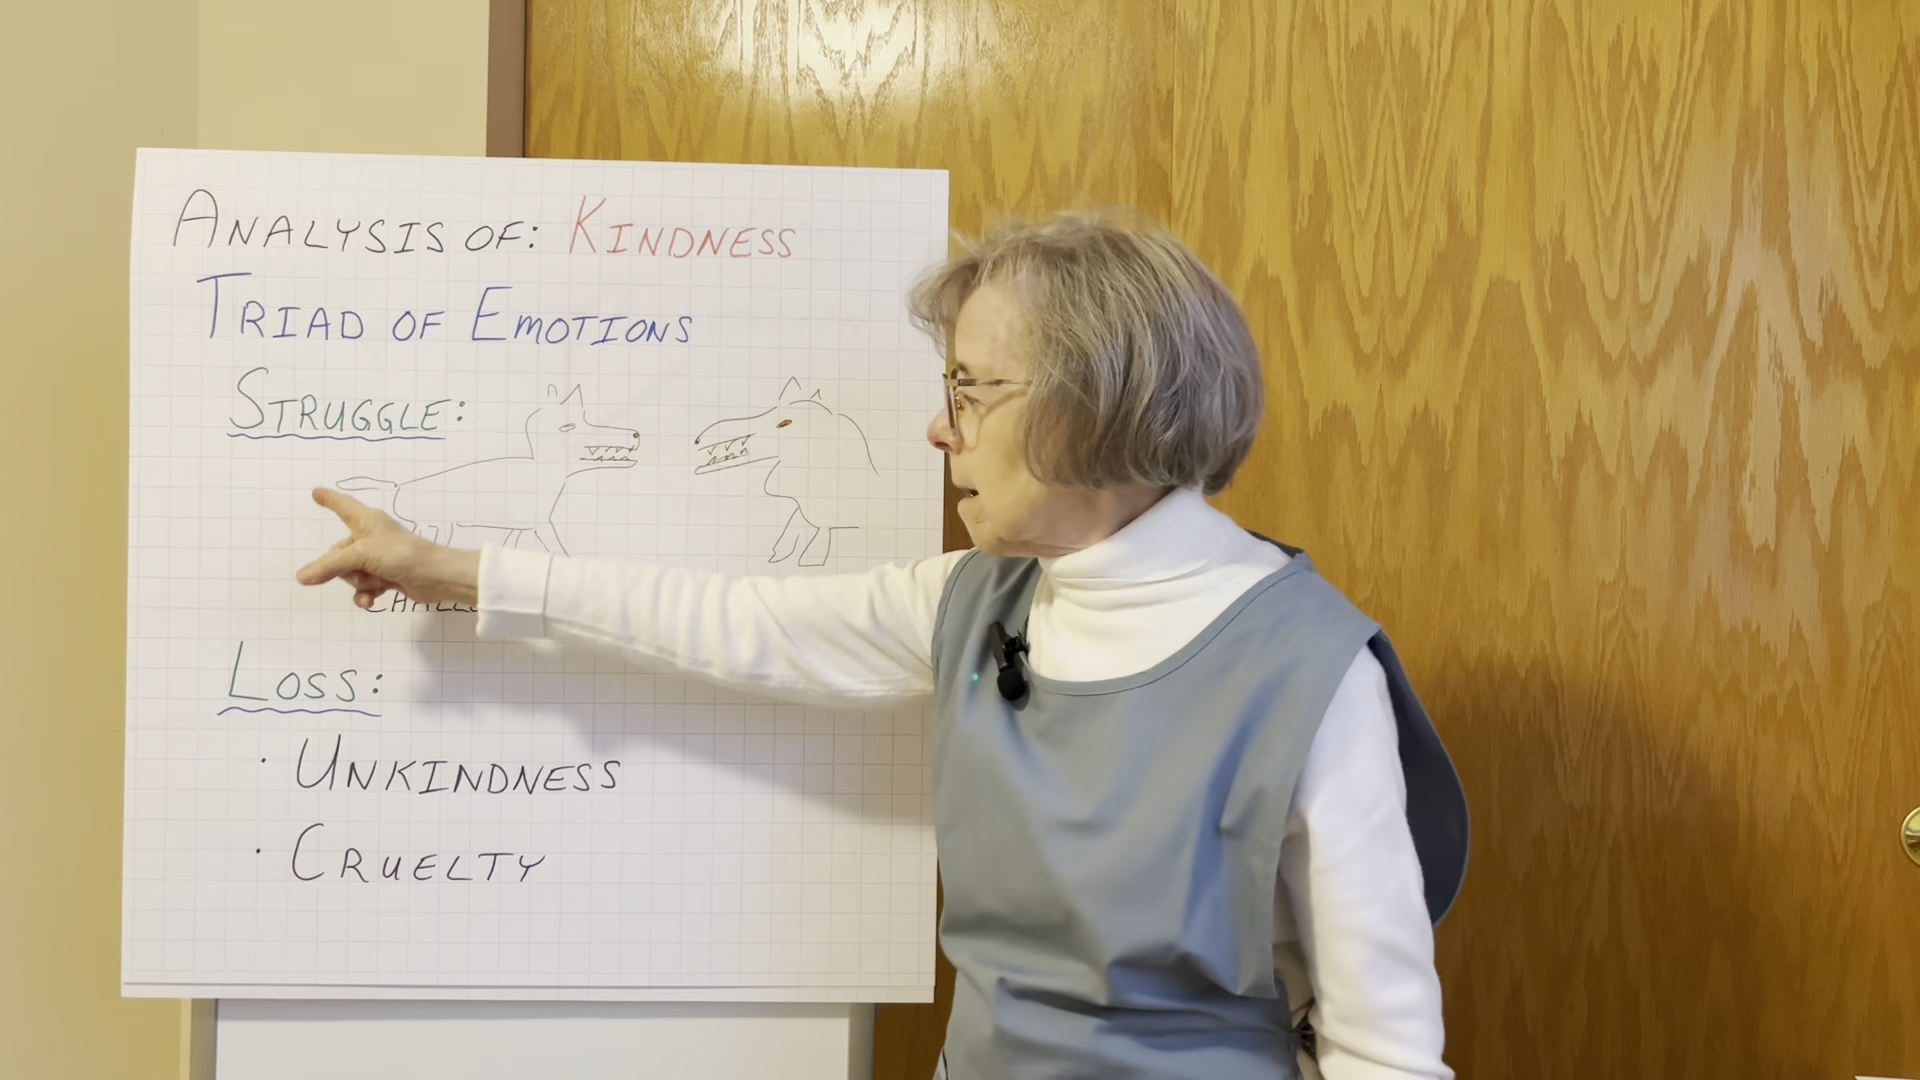 ANALYSIS OF: KINDNESS
TRIAD OF EMOTIONS
STRUGGLE:
LOSS:
· UNKINDNESS
· CRUELTY